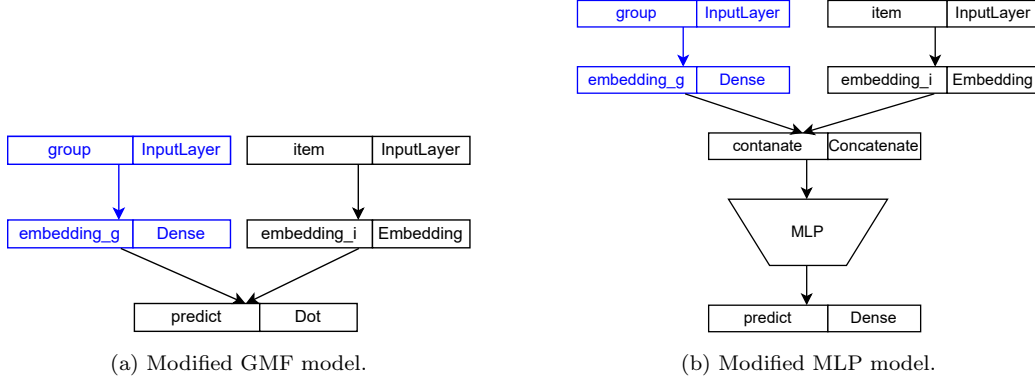 group InputLayer
item InputLayer
embedding_g Dense
embedding_i Embedding
predict Dot
(a) Modified GMF model.
group InputLayer
item InputLayer
embedding_g Dense
embedding_i Embedding
contanate Concatenate
MLP
predict Dense
(b) Modified MLP model.